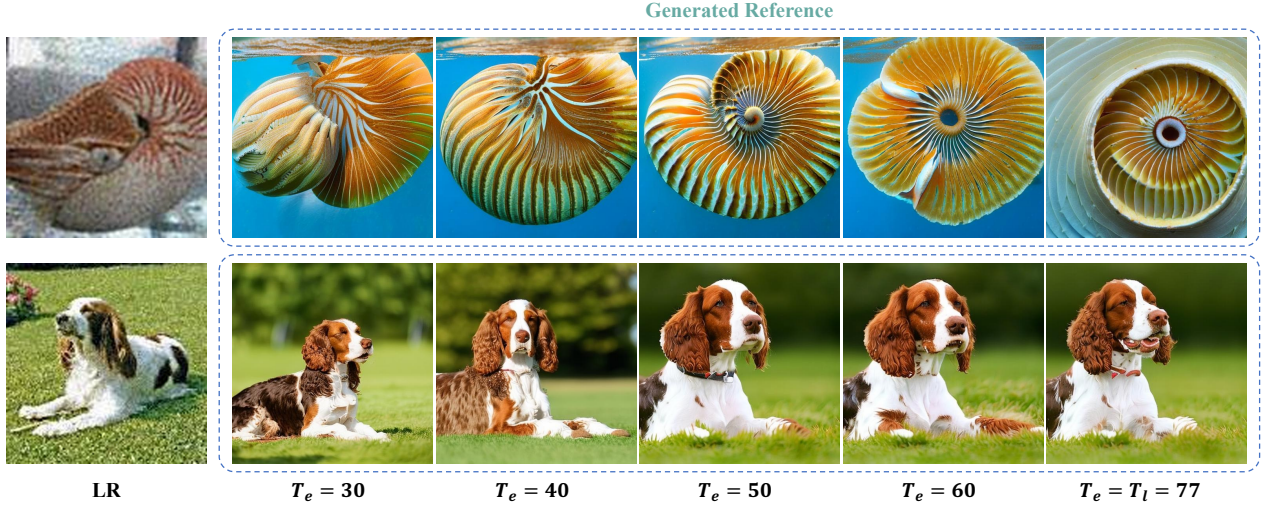 Generated Reference
LR
T_e = 30
T_e = 40
T_e = 50
T_e = 60
T_e = T_l = 77